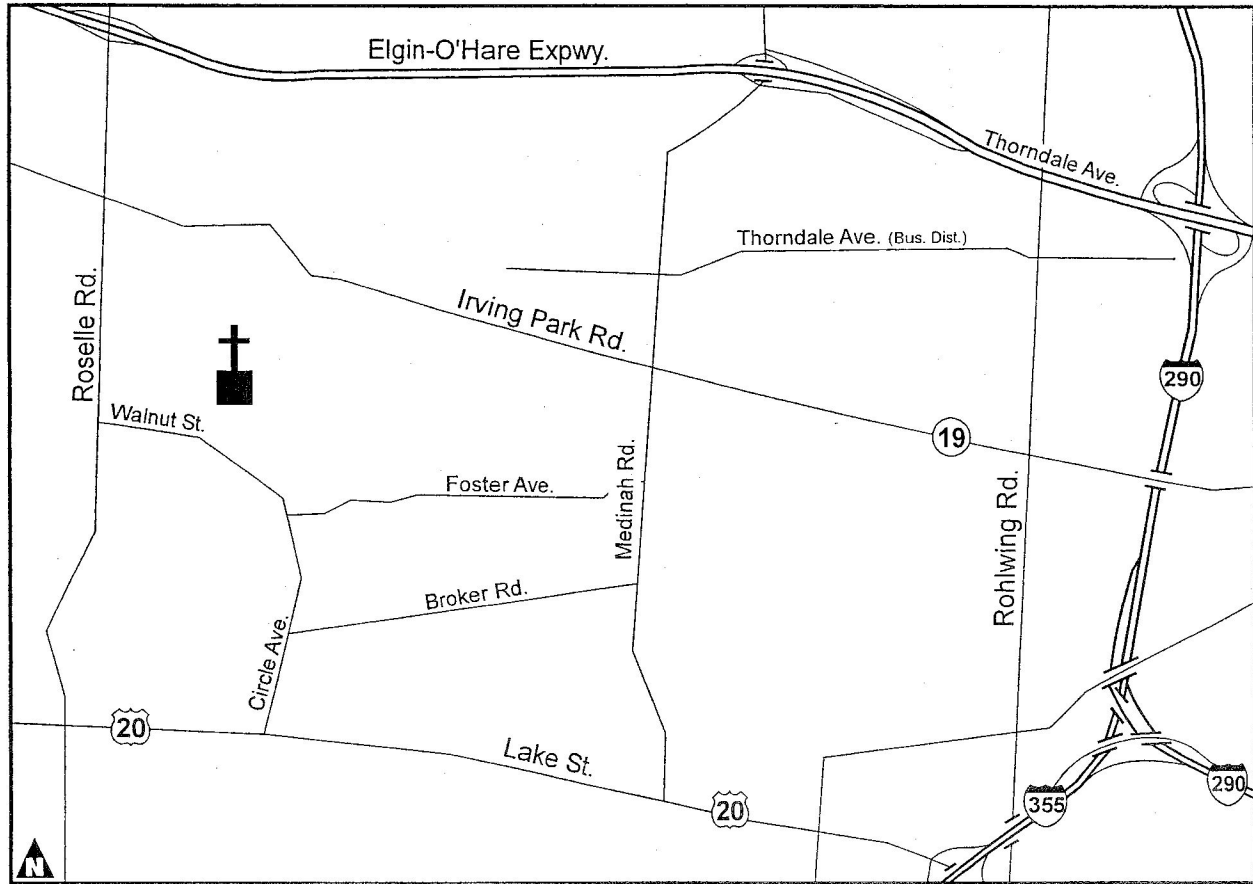 Elgin-O'Hare Expwy.
Thorndale Ave.
Thorndale Ave. (Bus. Dist.)
Roselle Rd.
Irving Park Rd.
290
Walnut St.
19
Foster Ave.
Medinah Rd.
Rohlwing Rd.
Broker Rd.
Circle Ave.
20
Lake St.
20
355
290
N